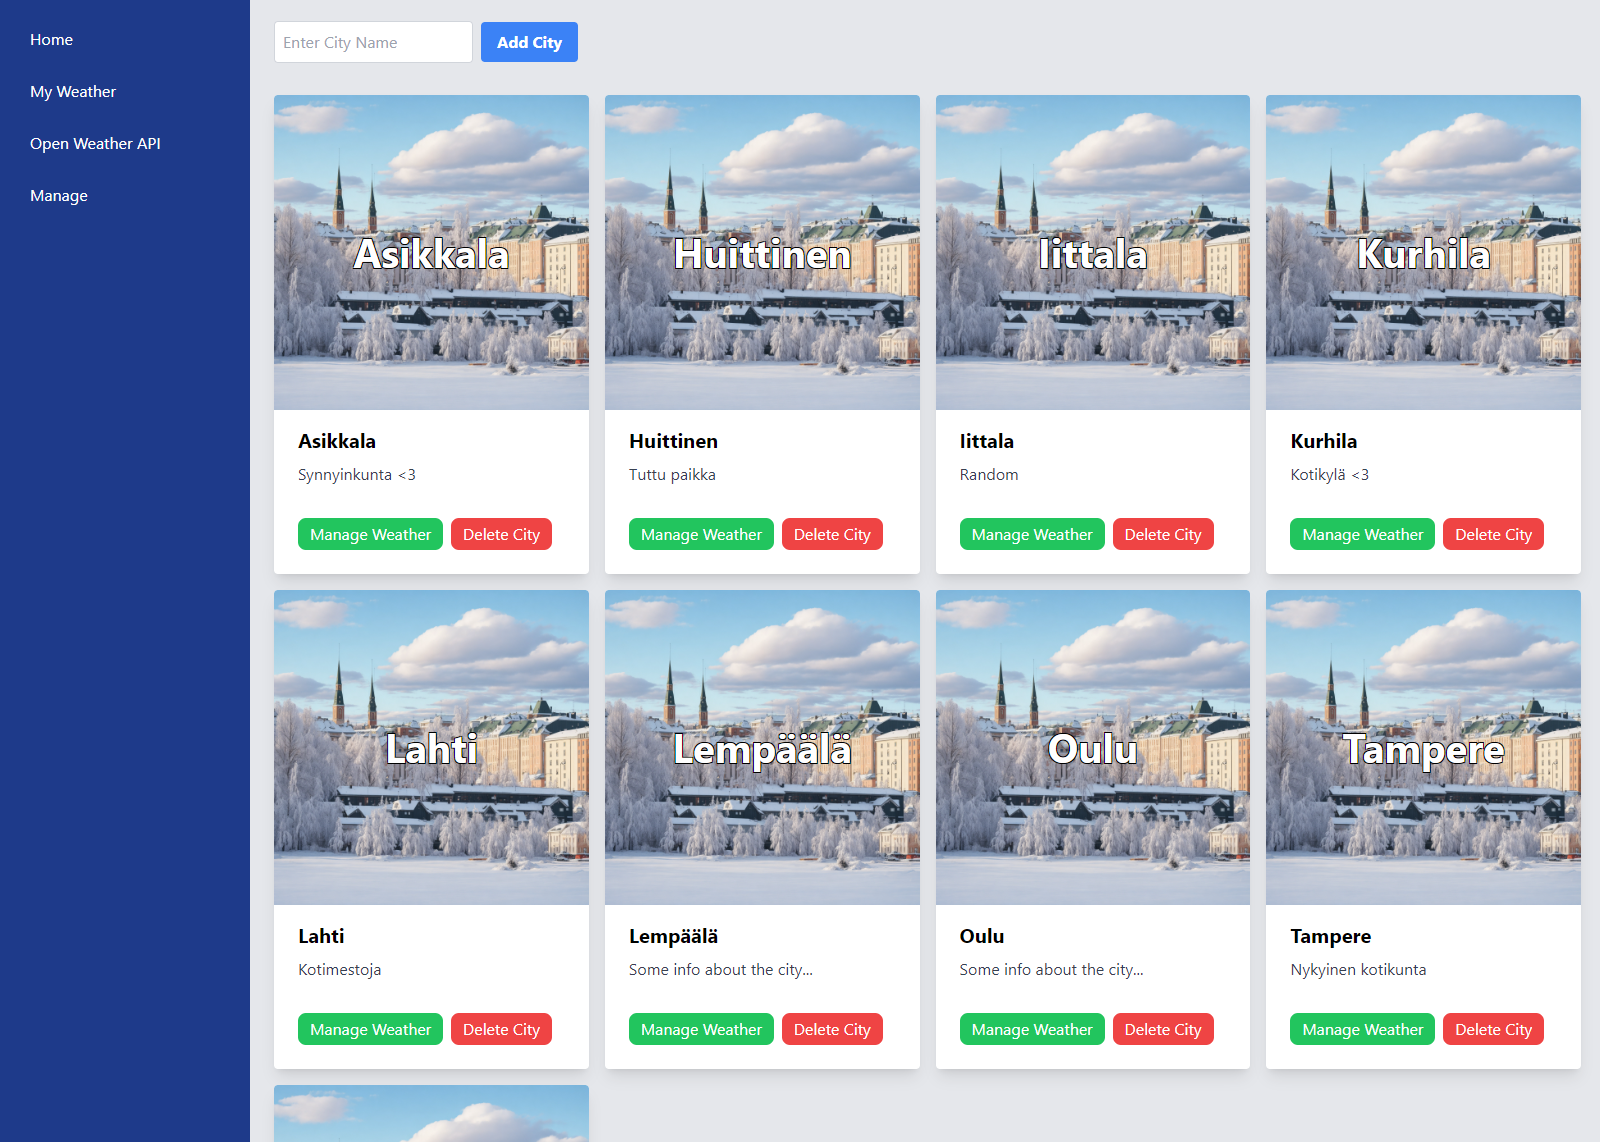 Home
My Weather
Open Weather API
Manage
Enter City Name
Add City
Asikkala
Asikkala
Synnyinkunta <3
Manage Weather
Delete City
Huittinen
Huittinen
Tuttu paikka
Manage Weather
Delete City
Iittala
Iittala
Random
Manage Weather
Delete City
Kurhila
Kurhila
Kotikylä <3
Manage Weather
Delete City
Lahti
Lahti
Kotimestoja
Manage Weather
Delete City
Lempäälä
Lempäälä
Some info about the city...
Manage Weather
Delete City
Oulu
Oulu
Some info about the city...
Manage Weather
Delete City
Tampere
Tampere
Nykyinen kotikunta
Manage Weather
Delete City